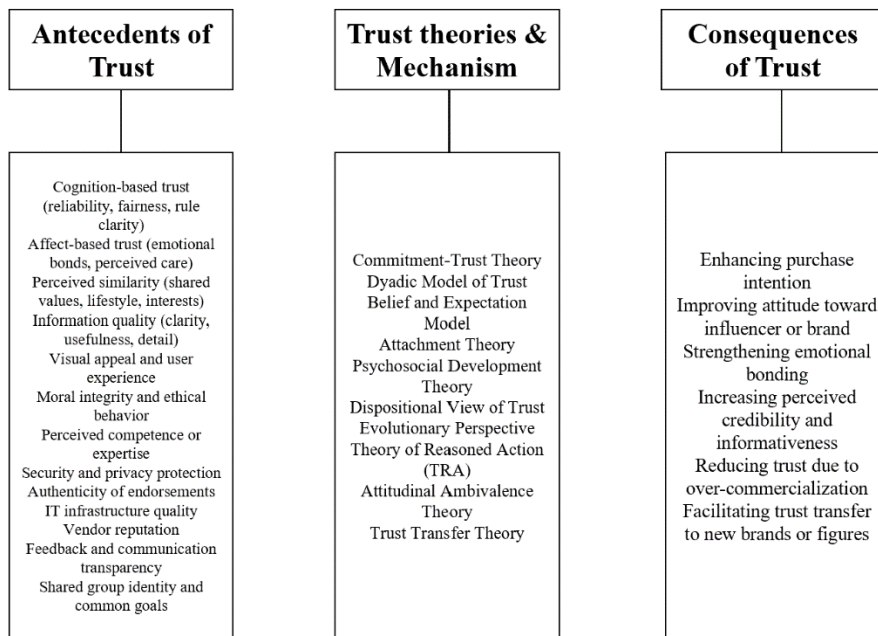 Antecedents of
Trust
Cognition-based trust
(reliability, fairness, rule
clarity)
Affect-based trust (emotional
bonds, perceived care)
Perceived similarity (shared
values, lifestyle, interests)
Information quality (clarity,
usefulness, detail)
Visual appeal and user
experience
Moral integrity and ethical
behavior
Perceived competence or
expertise
Security and privacy protection
Authenticity of endorsements
IT infrastructure quality
Vendor reputation
Feedback and communication
transparency
Shared group identity and
common goals
Trust theories &
Mechanism
Commitment-Trust Theory
Dyadic Model of Trust
Belief and Expectation
Model
Attachment Theory
Psychosocial Development
Theory
Dispositional View of Trust
Evolutionary Perspective
Theory of Reasoned Action
(TRA)
Attitudinal Ambivalence
Theory
Trust Transfer Theory
Consequences
of Trust
Enhancing purchase
intention
Improving attitude toward
influencer or brand
Strengthening emotional
bonding
Increasing perceived
credibility and
informativeness
Reducing trust due to
over-commercialization
Facilitating trust transfer
to new brands or figures